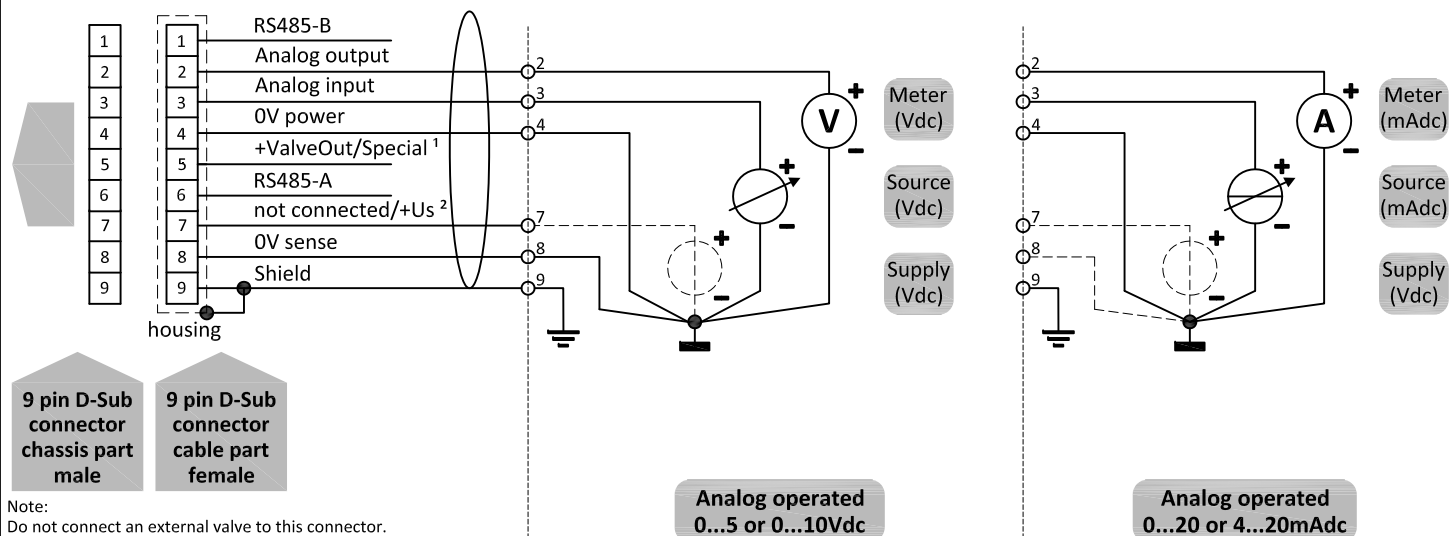 1
2
3
4
5
6
7
8
9
1
2
3
4
5
6
7
8
9
RS485-B
Analog output
Analog input
0V power
+ValveOut/Special ¹
RS485-A
not connected/+Us ²
0V sense
Shield
housing
9 pin D-Sub
connector
chassis part
male
9 pin D-Sub
connector
cable part
female
Note:
Do not connect an external valve to this connector.
2
3
4
7
8
9
V
+
−
+
−
+
−
Meter
(Vdc)
Source
(Vdc)
Supply
(Vdc)
Analog operated
0...5 or 0...10Vdc
2
3
4
7
8
9
A
+
−
+
−
+
−
Meter
(mAdc)
Source
(mAdc)
Supply
(Vdc)
Analog operated
0...20 or 4...20mAdc